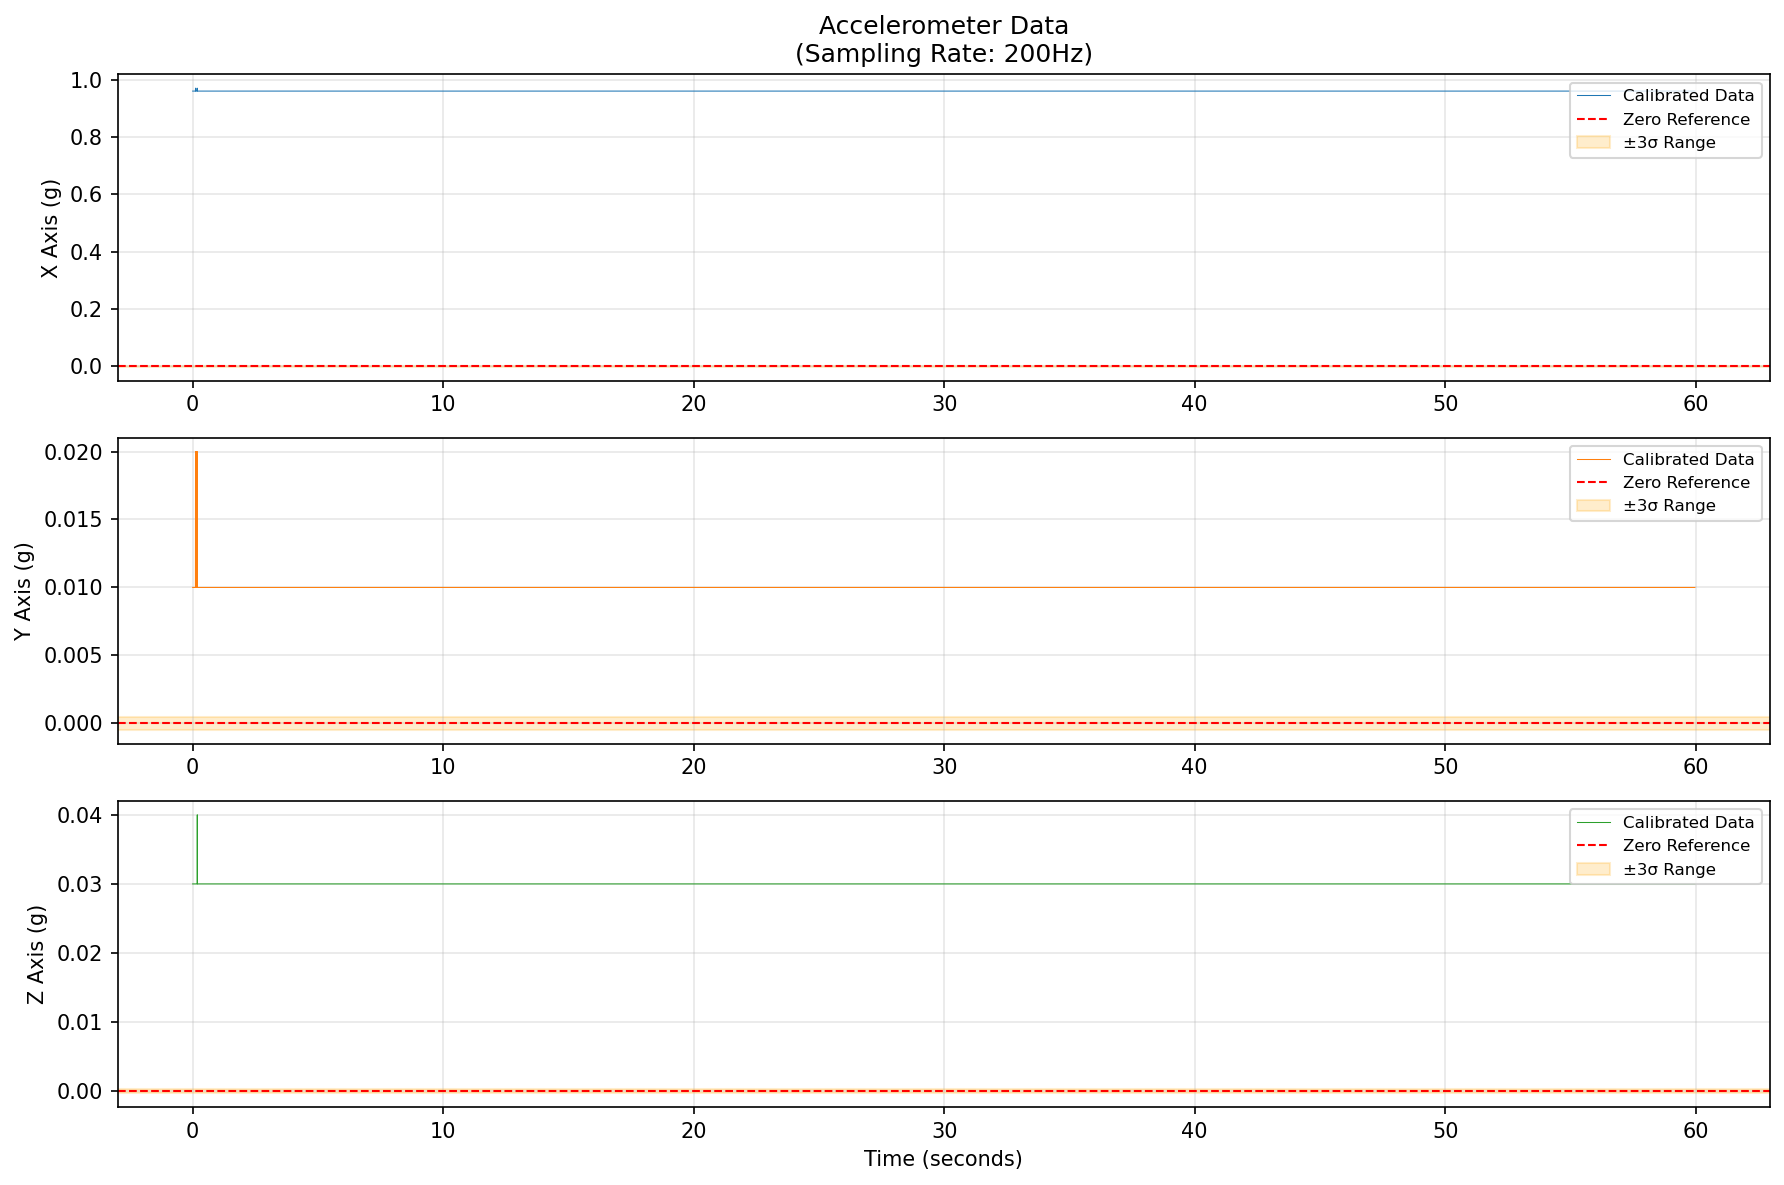 Accelerometer Data
(Sampling Rate: 200Hz)
X Axis (g)
1.0
0.8
0.6
0.4
0.2
0.0
Calibrated Data
Zero Reference
±3σ Range
0 10 20 30 40 50 60
Y Axis (g)
0.020
0.015
0.010
0.005
0.000
Calibrated Data
Zero Reference
±3σ Range
0 10 20 30 40 50 60
Z Axis (g)
0.04
0.03
0.02
0.01
0.00
Calibrated Data
Zero Reference
±3σ Range
0 10 20 30 40 50 60
Time (seconds)